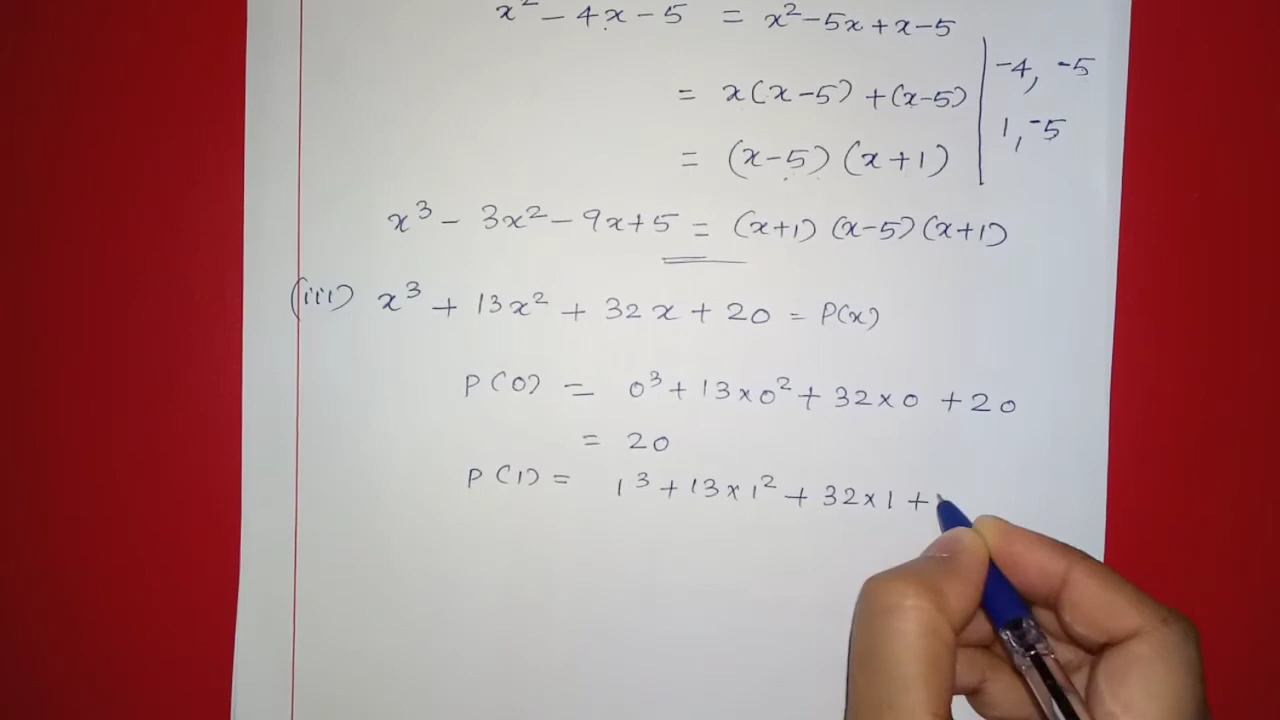 x² - 4x - 5 = x² - 5x + x - 5
= x(x-5) + (x-5)
-4, -5
1, -5
= (x-5) (x+1)
x³ - 3x² - 9x + 5 = (x+1) (x-5) (x+1)
(iii) x³ + 13x² + 32x + 20 = P(x)
P(0) = 0³ + 13×0² + 32×0 + 20
= 20
P(1) = 1³ + 13×1² + 32×1 +